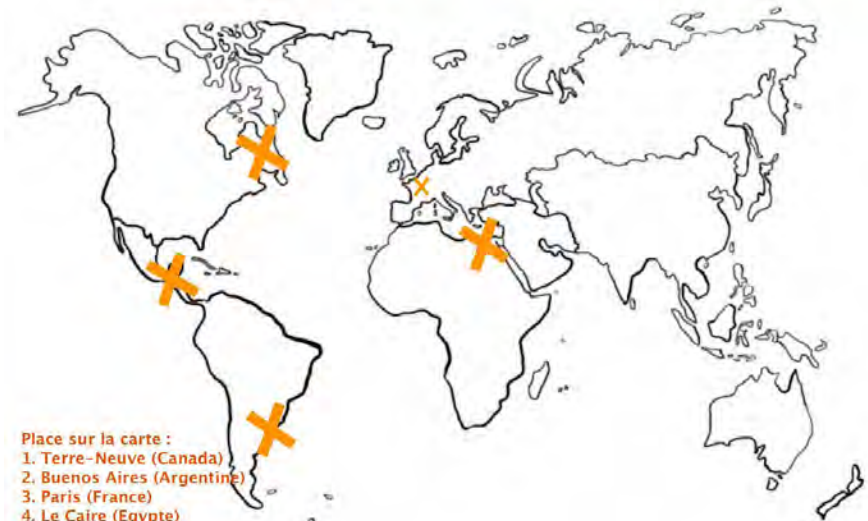 Place sur la carte :
1. Terre-Neuve (Canada)
2. Buenos Aires (Argentine)
3. Paris (France)
4. Le Caire (Egypte)